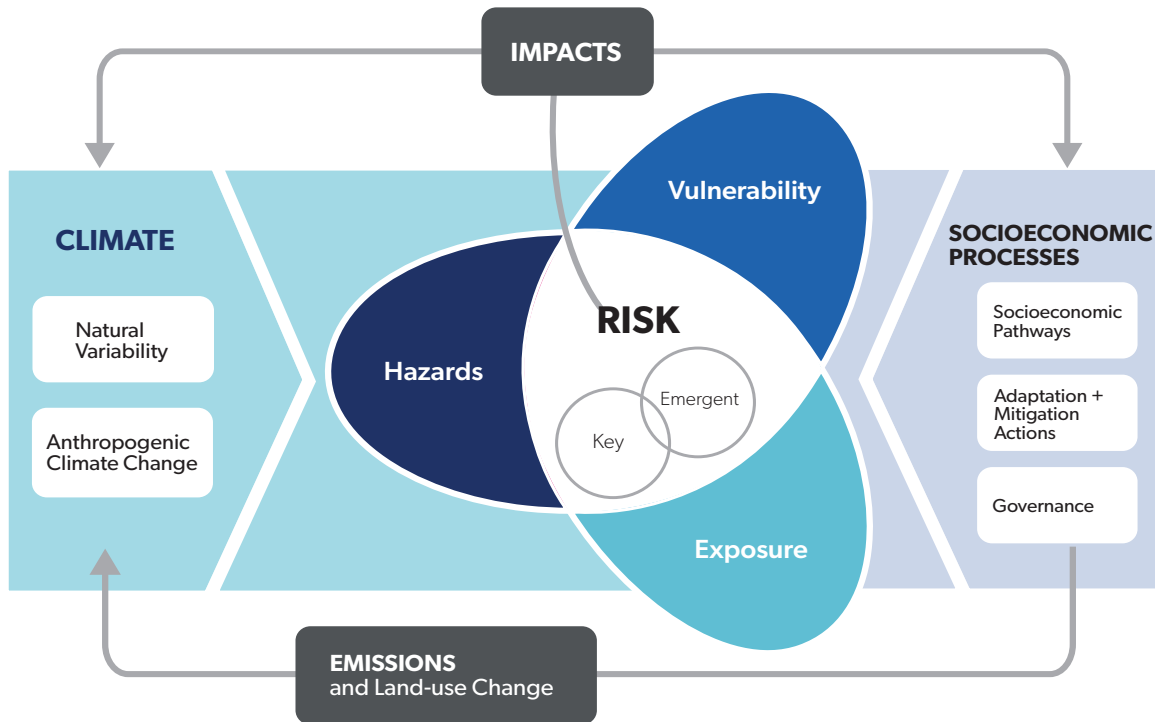 IMPACTS
CLIMATE
Natural
Variability
Anthropogenic
Climate Change
Hazards
Vulnerability
RISK
Emergent
Key
Exposure
SOCIOECONOMIC
PROCESSES
Socioeconomic
Pathways
Adaptation +
Mitigation
Actions
Governance
EMISSIONS
and Land-use Change